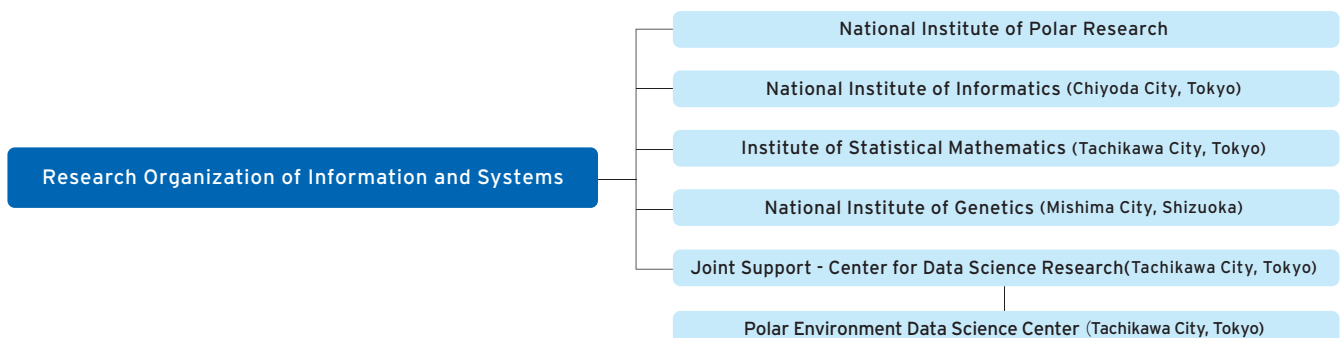 National Institute of Polar Research
National Institute of Informatics (Chiyoda City, Tokyo)
Institute of Statistical Mathematics (Tachikawa City, Tokyo)
Research Organization of Information and Systems
National Institute of Genetics (Mishima City, Shizuoka)
Joint Support - Center for Data Science Research(Tachikawa City, Tokyo)
Polar Environment Data Science Center (Tachikawa City, Tokyo)